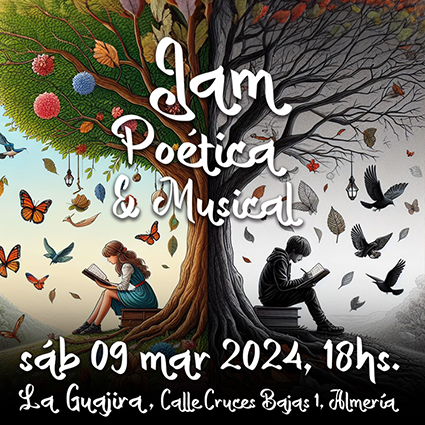 Jam
Poética
& Musical
sáb 09 mar 2024, 18hs.
La Guajira, Calle Cruces Bajas 1, Almería